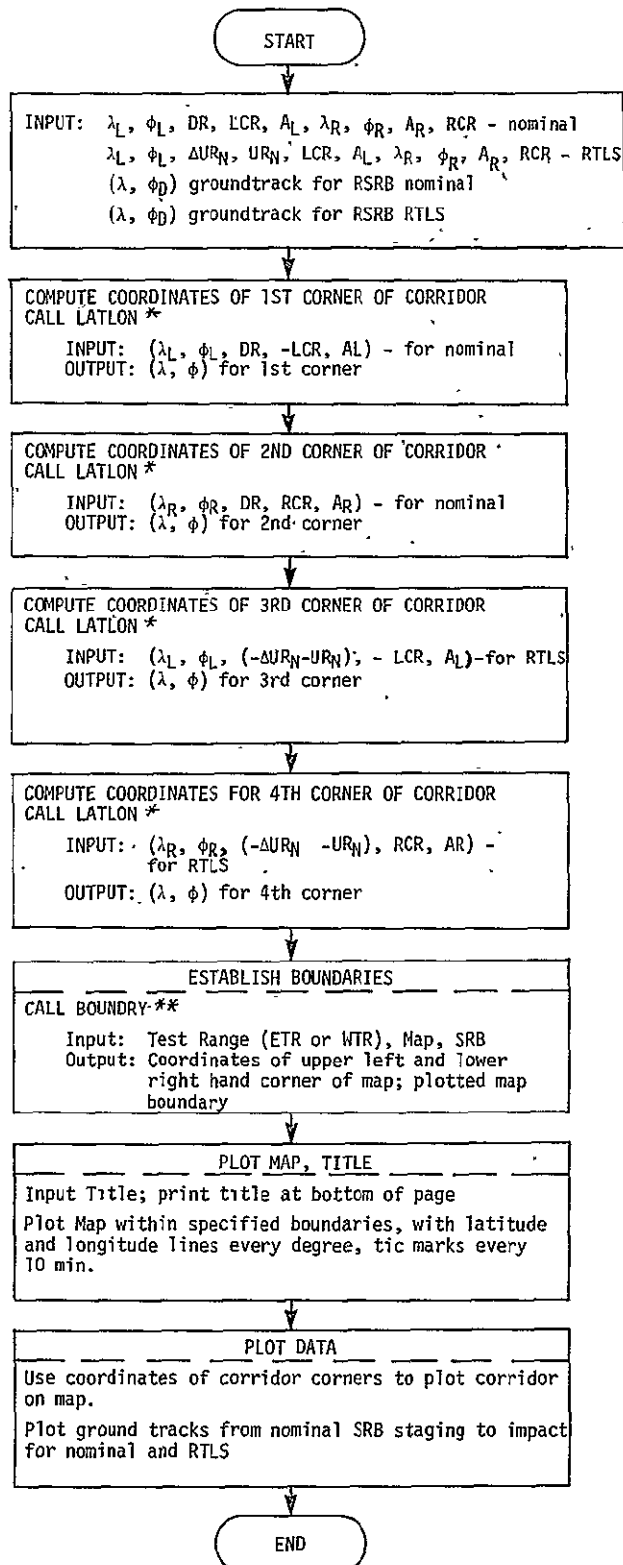 START
INPUT: λL, φL, DR, LCR, AL, λR, φR, AR, RCR – nominal
λL, φL, ΔURN, URN, LCR, AL, λR, φR, AR, RCR – RTLS
(λ, φD) groundtrack for RSRB nominal
(λ, φD) groundtrack for RSRB RTLS
COMPUTE COORDINATES OF 1ST CORNER OF CORRIDOR
CALL LATLON *
INPUT: (λL, φL, DR, -LCR, AL) – for nominal
OUTPUT: (λ, φ) for 1st corner
COMPUTE COORDINATES OF 2ND CORNER OF CORRIDOR
CALL LATLON *
INPUT: (λR, φR, DR, RCR, AR) – for nominal
OUTPUT: (λ, φ) for 2nd corner
COMPUTE COORDINATES OF 3RD CORNER OF CORRIDOR
CALL LATLON *
INPUT: (λL, φL, (-ΔURN-URN), - LCR, AL)-for RTLS
OUTPUT: (λ, φ) for 3rd corner
COMPUTE COORDINATES FOR 4TH CORNER OF CORRIDOR
CALL LATLON *
INPUT: (λR, φR, (-ΔURN -URN), RCR, AR) –
for RTLS
OUTPUT: (λ, φ) for 4th corner
ESTABLISH BOUNDARIES
CALL BOUNDRY **
Input: Test Range (ETR or WTR), Map, SRB
Output: Coordinates of upper left and lower
right hand corner of map; plotted map
boundary
PLOT MAP, TITLE
Input Title; print title at bottom of page
Plot Map within specified boundaries, with latitude
and longitude lines every degree, tic marks every
10 min.
PLOT DATA
Use coordinates of corridor corners to plot corridor
on map.
Plot ground tracks from nominal SRB staging to impact
for nominal and RTLS
END